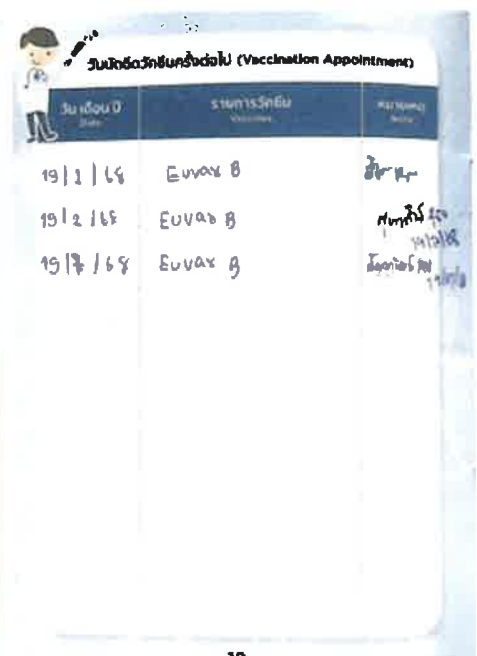 วันนัดฉีดวัคซีนครั้งต่อไป (Vaccination Appointment)
วัน เดือน ปี รายการวัคซีน หมายเหตุ
Date Vaccines Note
19/1/68 Euvax B
19/2/68 Euvax B
19/7/68 Euvax B